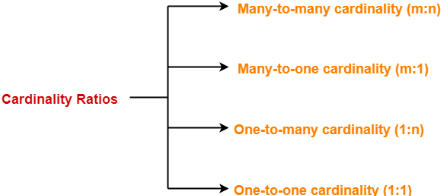 Many-to-many cardinality (m:n)
Many-to-one cardinality (m:1)
Cardinality Ratios
One-to-many cardinality (1:n)
One-to-one cardinality (1:1)